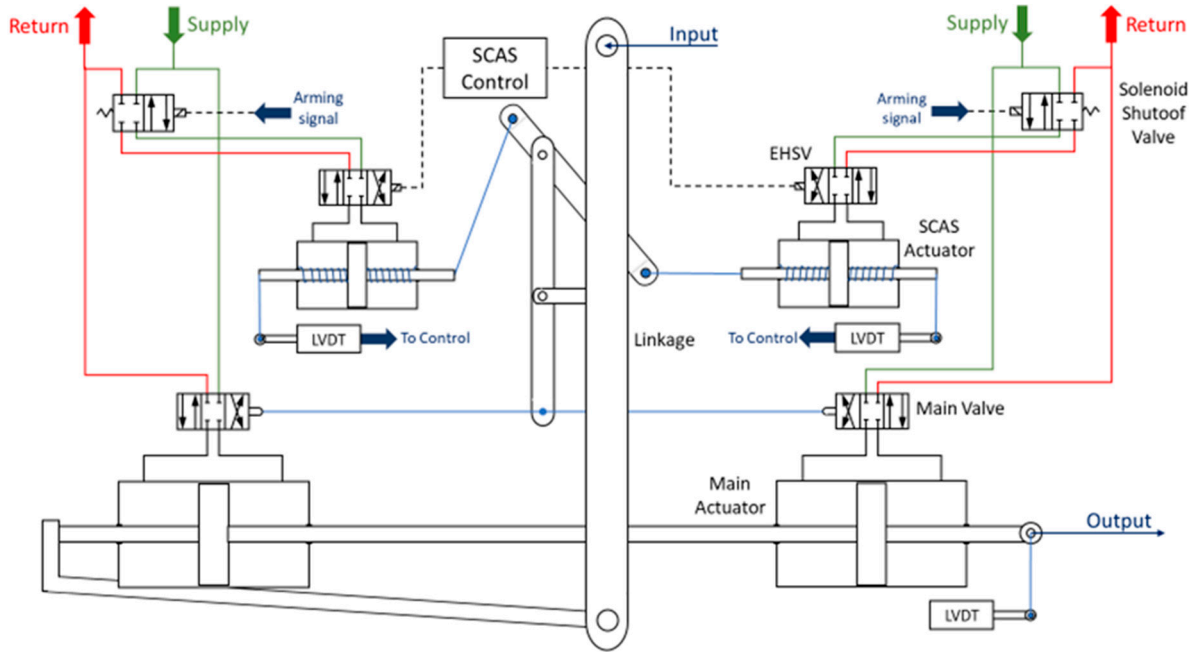 Return
Supply
SCAS
Control
Input
Supply
Return
Arming
signal
Arming
signal
Solenoid
Shutoof
Valve
EHSV
SCAS
Actuator
LVDT
To Control
Linkage
To Control
LVDT
Main Valve
Main
Actuator
Output
LVDT